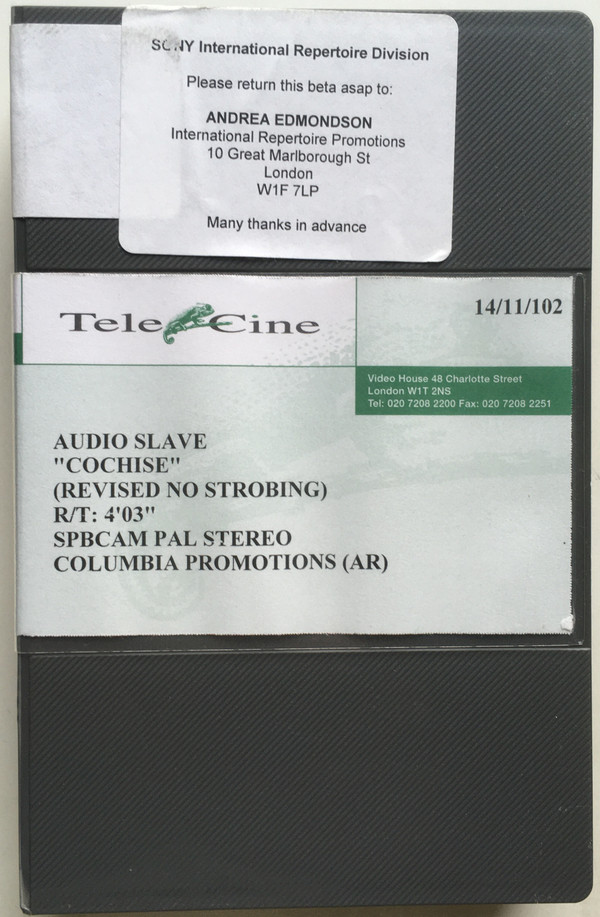 SONY International Repertoire Division
Please return this beta asap to:
ANDREA EDMONDSON
International Repertoire Promotions
10 Great Marlborough St
London
W1F 7LP
Many thanks in advance
Tele Cine
14/11/102
Video House 48 Charlotte Street
London W1T 2NS
Tel: 020 7208 2200 Fax: 020 7208 2251
AUDIO SLAVE
"COCHISE"
(REVISED NO STROBING)
R/T: 4'03"
SPBCAM PAL STEREO
COLUMBIA PROMOTIONS (AR)